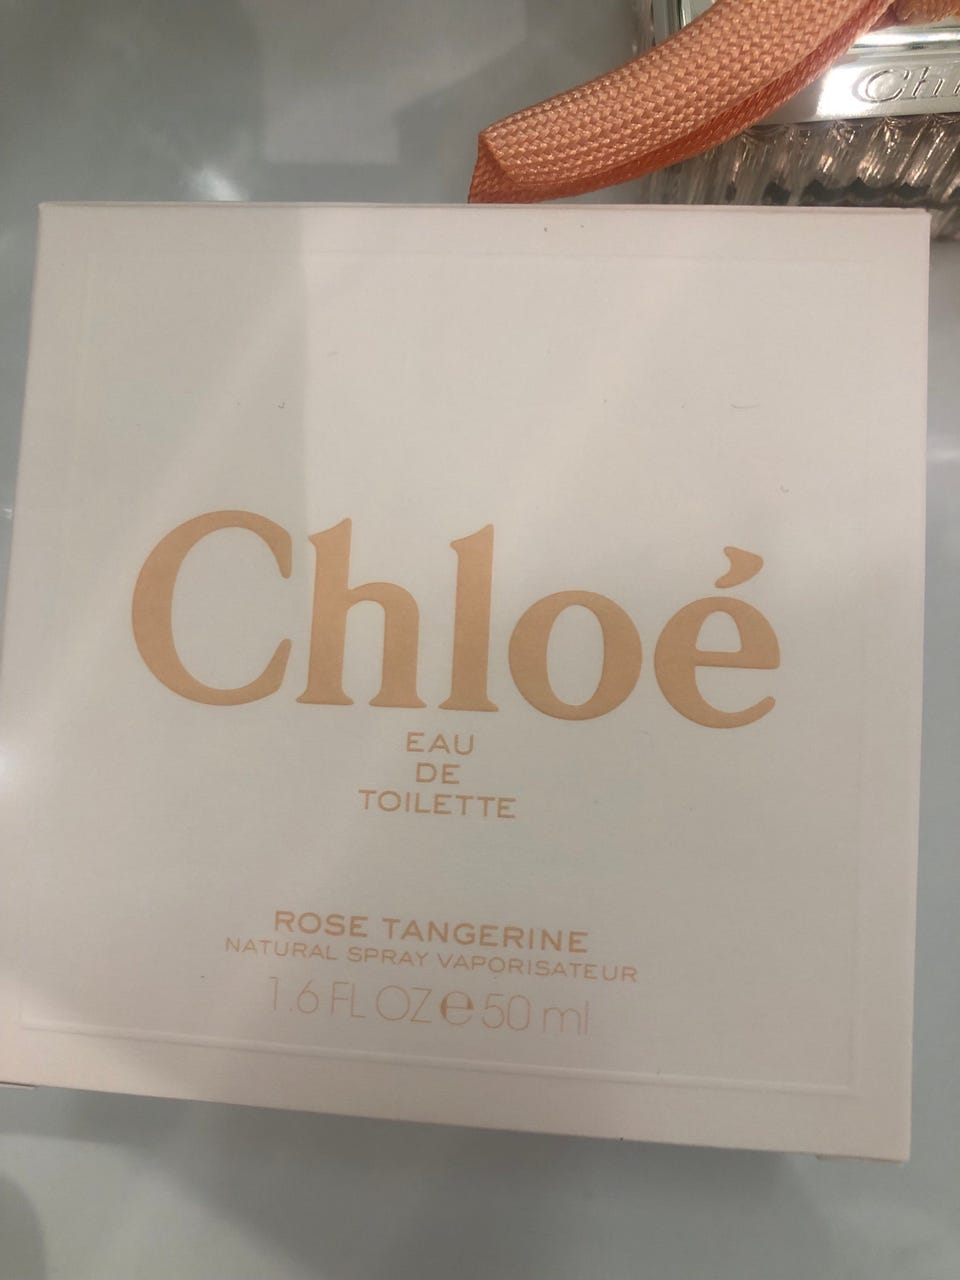 Chloé
EAU
DE
TOILETTE
ROSE TANGERINE
NATURAL SPRAY VAPORISATEUR
1.6 FL OZ e 50 ml